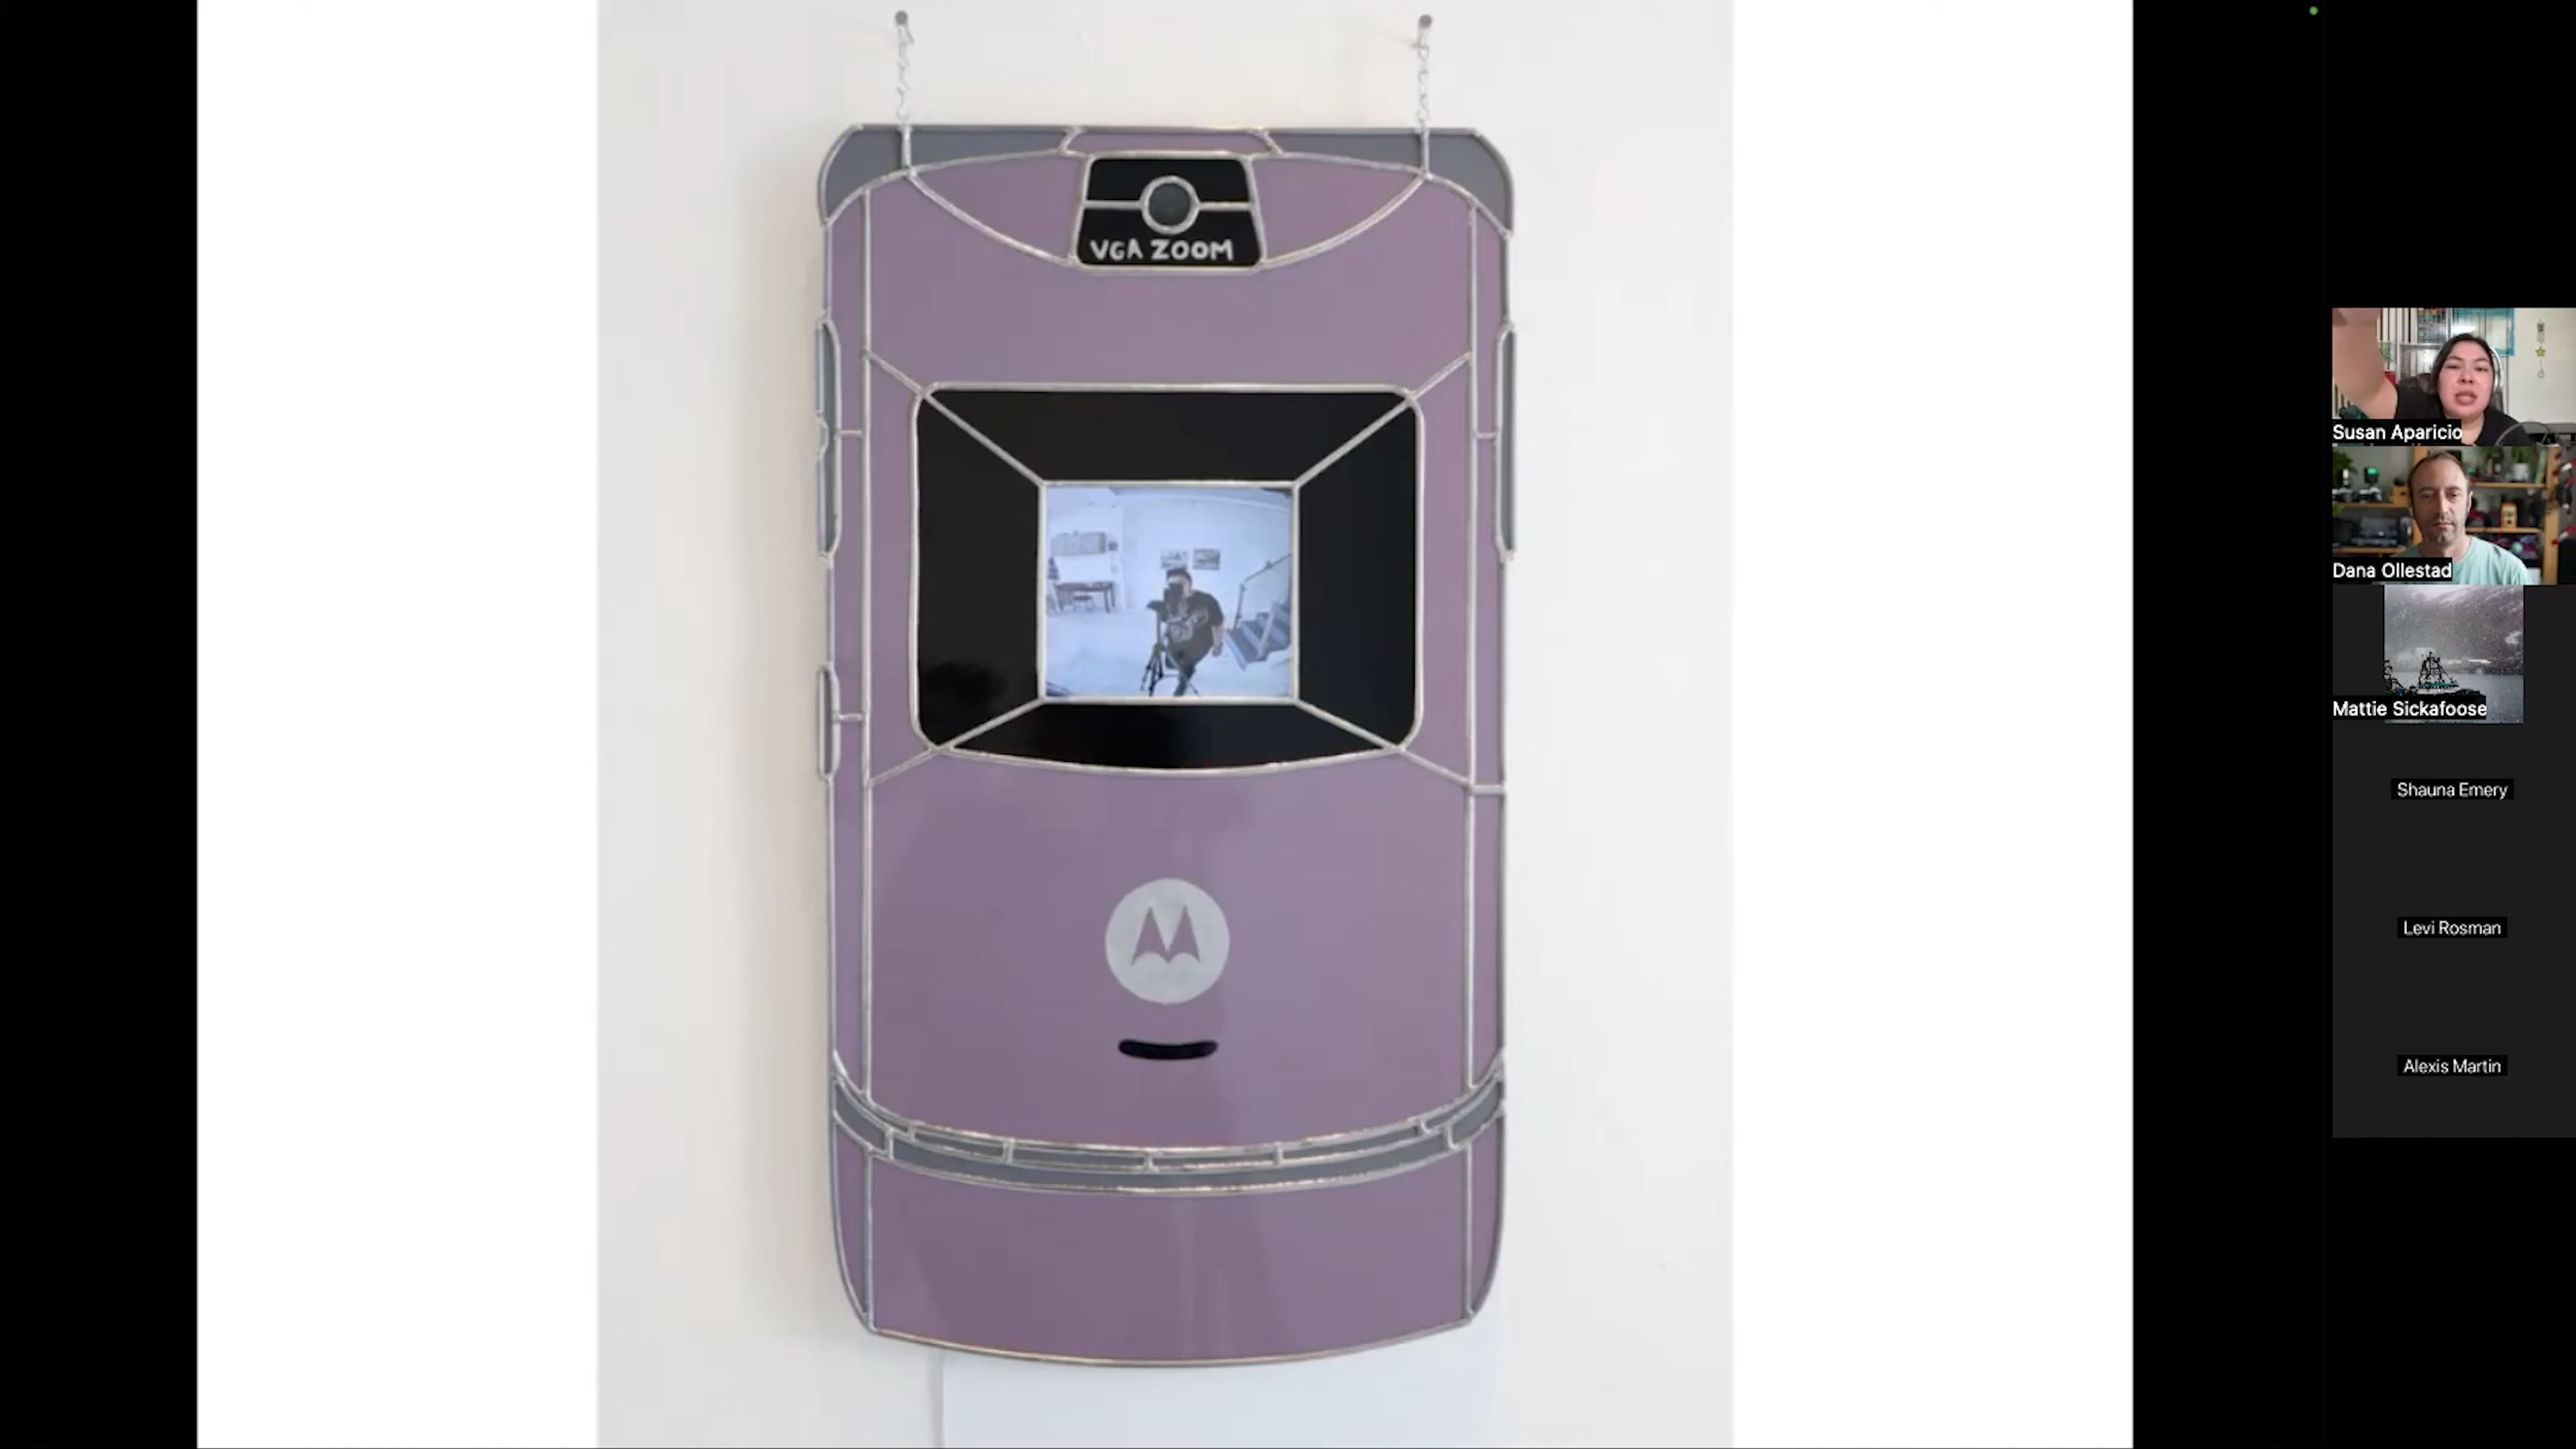 VGA ZOOM
Susan Aparicio
Dana Ollestad
Mattie Sickafoose
Shauna Emery
Levi Rosman
Alexis Martin